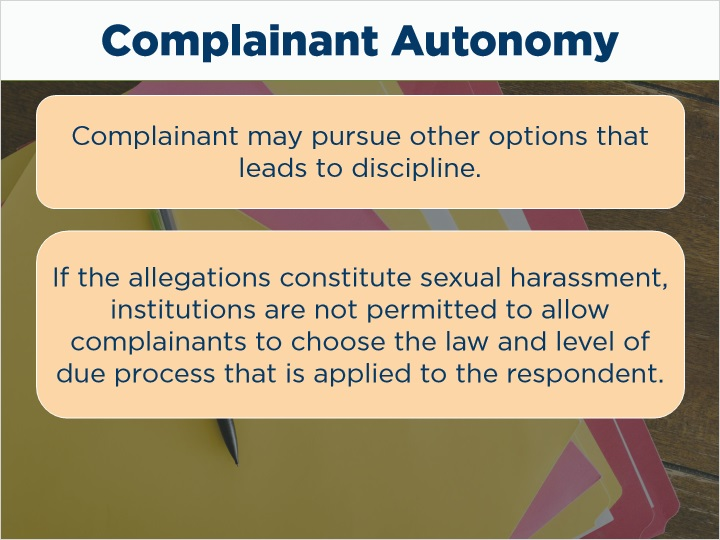 Complainant Autonomy
Complainant may pursue other options that
leads to discipline.
If the allegations constitute sexual harassment,
institutions are not permitted to allow
complainants to choose the law and level of
due process that is applied to the respondent.